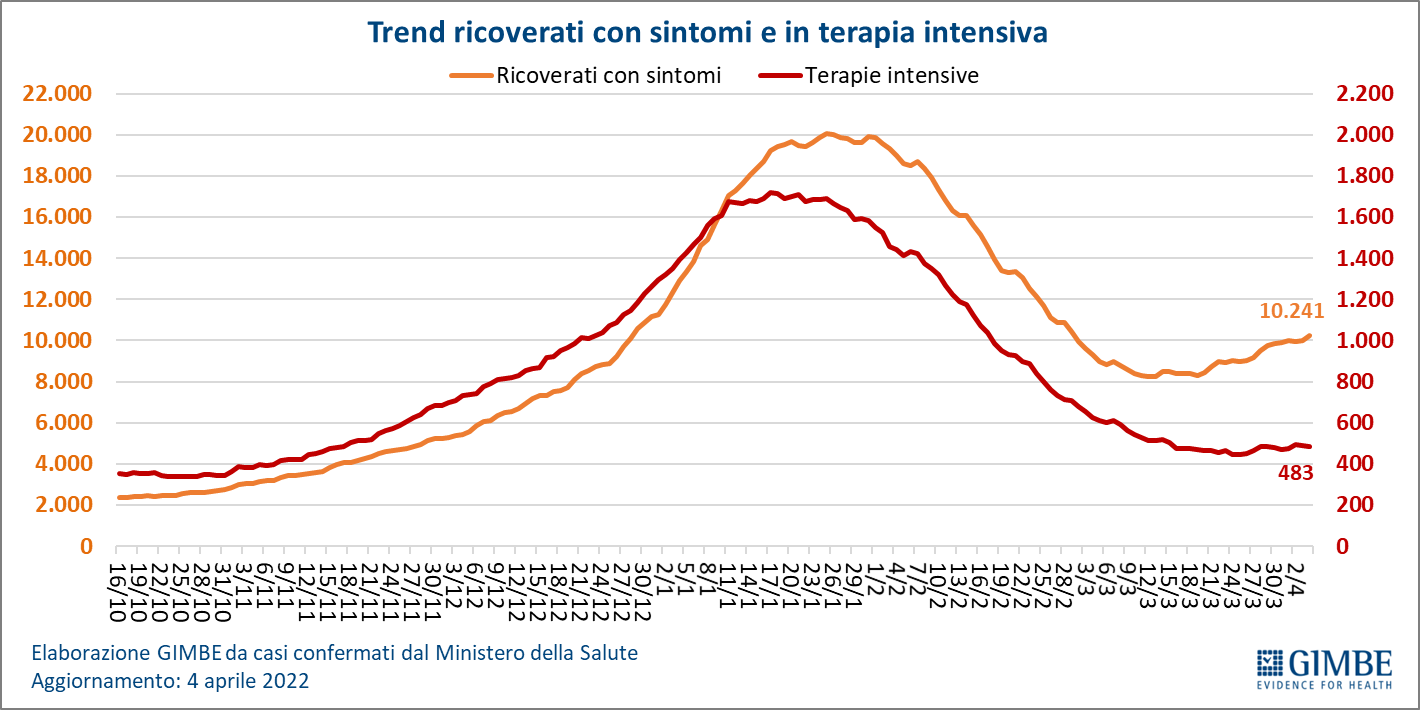 Trend ricoverati con sintomi e in terapia intensiva
Ricoverati con sintomi Terapie intensive
22.000 2.200
20.000 2.000
18.000 1.800
16.000 1.600
14.000 1.400
12.000 1.200
10.241
10.000 1.000
8.000 800
6.000 600
4.000 400
483
2.000 200
0 0
16/10 19/10 22/10 25/10 28/10 31/10 3/11 6/11 9/11 12/11 15/11 18/11 21/11 24/11 27/11 30/11 3/12 6/12 9/12 12/12 15/12 18/12 21/12 24/12 27/12 30/12 2/1 5/1 8/1 11/1 14/1 17/1 20/1 23/1 26/1 29/1 1/2 4/2 7/2 10/2 13/2 16/2 19/2 22/2 25/2 28/2 3/3 6/3 9/3 12/3 15/3 18/3 21/3 24/3 27/3 30/3 2/4
Elaborazione GIMBE da casi confermati dal Ministero della Salute
Aggiornamento: 4 aprile 2022
GIMBE
EVIDENCE FOR HEALTH